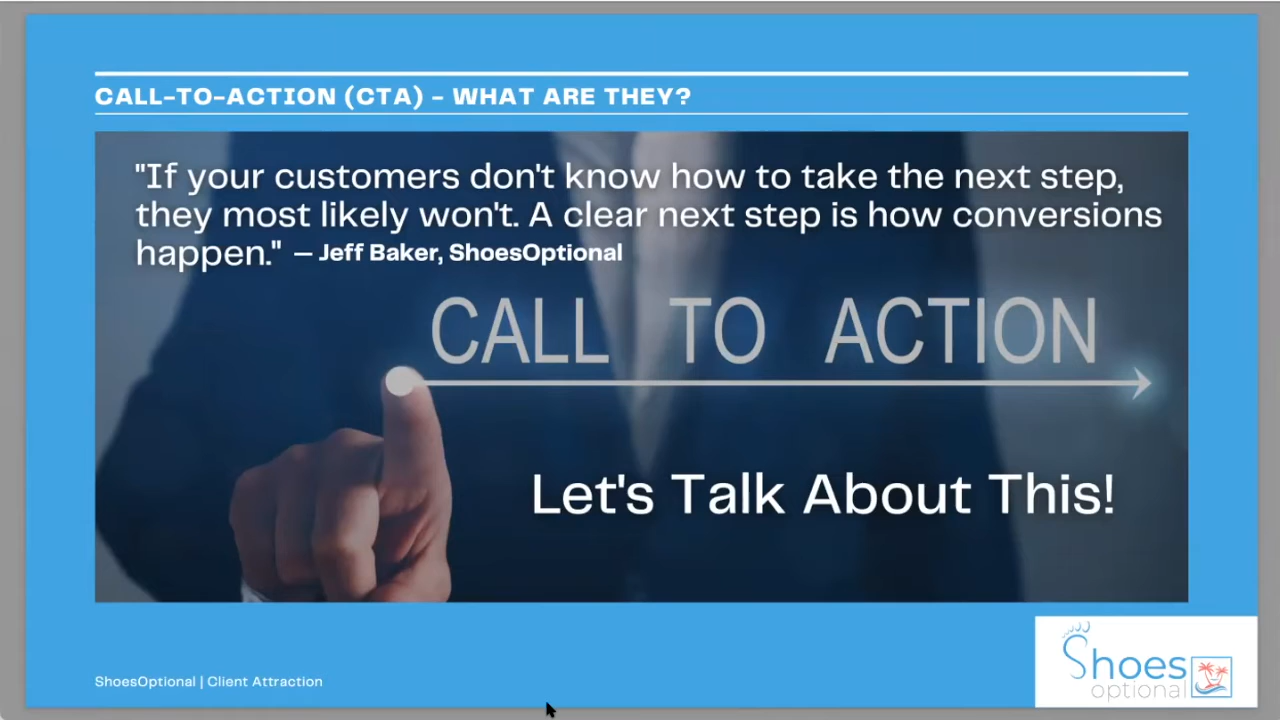 CALL-TO-ACTION (CTA) - WHAT ARE THEY?
"If your customers don't know how to take the next step,
they most likely won't. A clear next step is how conversions
happen." — Jeff Baker, ShoesOptional
CALL TO ACTION
Let's Talk About This!
ShoesOptional | Client Attraction
Shoes
optional